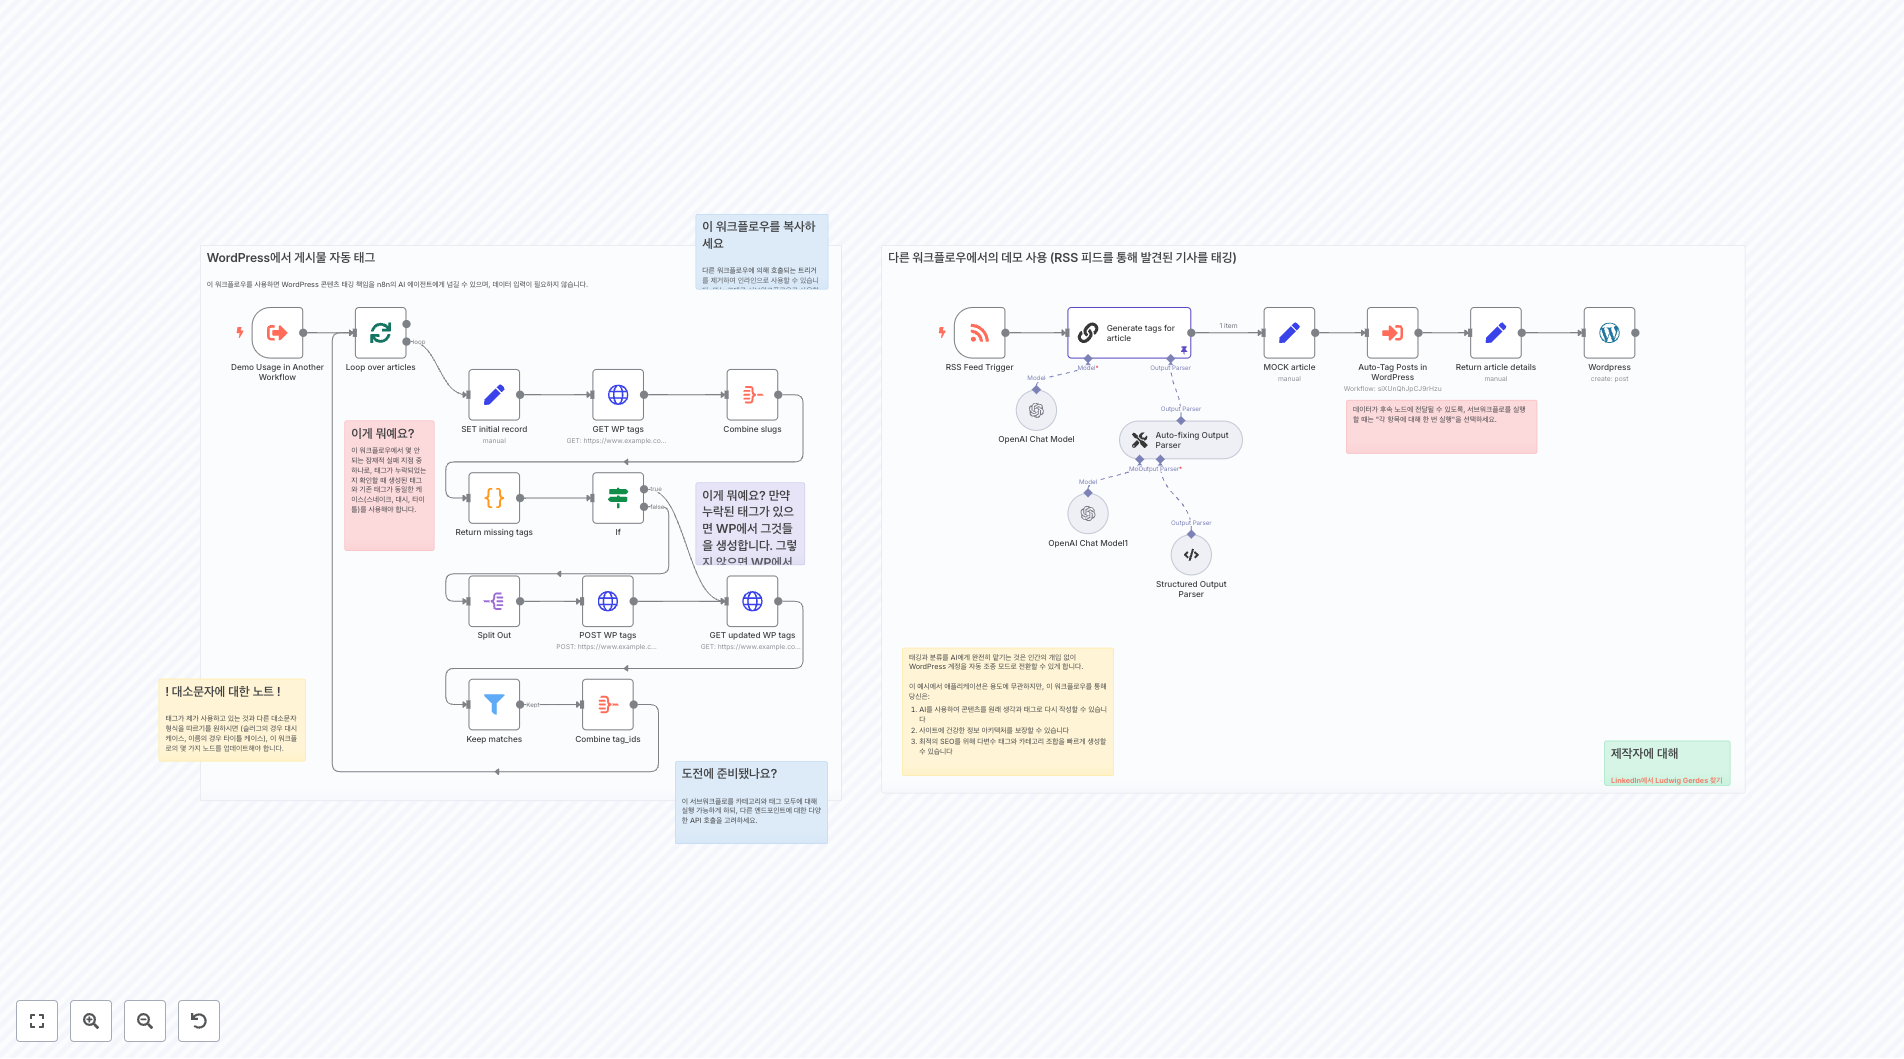 WordPress에서 게시물 자동 태그
이 워크플로우를 사용하면 WordPress 콘텐츠 태깅 책임을 n8n의 AI 에이전트에게 넘길 수 있으며, 데이터 입력이 필요하지 않습니다.
이 워크플로우를 복사하
세요
다른 워크플로우에 의해 호출되는 트리거
를 제거하여 인라인으로 사용할 수 있습니
Demo Usage in Another
Workflow
Loop over articles
loop
SET initial record
manual
GET WP tags
GET: https://www.example.co...
Combine slugs
이게 뭐예요?
이 워크플로우에서 몇 안
되는 잠재적 실패 지점 중
하나로, 태그가 누락되었는
지 확인할 때 생성된 태그
와 기존 태그가 동일한 케
이스(스네이크, 대시, 타이
틀)를 사용해야 합니다.
Return missing tags
If
true
false
이게 뭐예요? 만약
누락된 태그가 있으
면 WP에서 그것들
을 생성합니다. 그렇
지 않으면 WP에서
Split Out
POST WP tags
POST: https://www.example.c...
GET updated WP tags
GET: https://www.example.co...
! 대소문자에 대한 노트 !
태그가 제가 사용하고 있는 것과 다른 대소문자
형식을 따르기를 원하시면 (슬러그의 경우 대시
케이스, 이름의 경우 타이틀 케이스), 이 워크플
로의 몇 가지 노드를 업데이트해야 합니다.
Keep matches
Kept
Combine tag_ids
도전에 준비됐나요?
이 서브워크플로를 카테고리와 태그 모두에 대해
실행 가능하게 하되, 다른 엔드포인트에 대한 다양
한 API 호출을 고려하세요.
다른 워크플로우에서의 데모 사용 (RSS 피드를 통해 발견된 기사를 태깅)
RSS Feed Trigger
Generate tags for
article
1 item
Model*
Output Parser
Model
OpenAI Chat Model
Output Parser
Auto-fixing Output
Parser
MoOutput Parser*
Model
OpenAI Chat Model1
Output Parser
Structured Output
Parser
MOCK article
manual
Auto-Tag Posts in
WordPress
Workflow: siXUnQhJpCJ9rHzu
Return article details
manual
Wordpress
create: post
데이터가 후속 노드에 전달될 수 있도록, 서브워크플로를 실행
할 때는 "각 항목에 대해 한 번 실행"을 선택하세요.
태깅과 분류를 AI에게 완전히 맡기는 것은 인간의 개입 없이
WordPress 계정을 자동 조종 모드로 전환할 수 있게 합니다.
이 예시에서 애플리케이션은 용도에 무관하지만, 이 워크플로우를 통해
당신은:
1. AI를 사용하여 콘텐츠를 원래 생각과 태그로 다시 작성할 수 있습니
다
2. 사이트에 건강한 정보 아키텍처를 보장할 수 있습니다
3. 최적의 SEO를 위해 다변수 태그와 카테고리 조합을 빠르게 생성할
수 있습니다
제작자에 대해
LinkedIn에서 Ludwig Gerdes 찾기